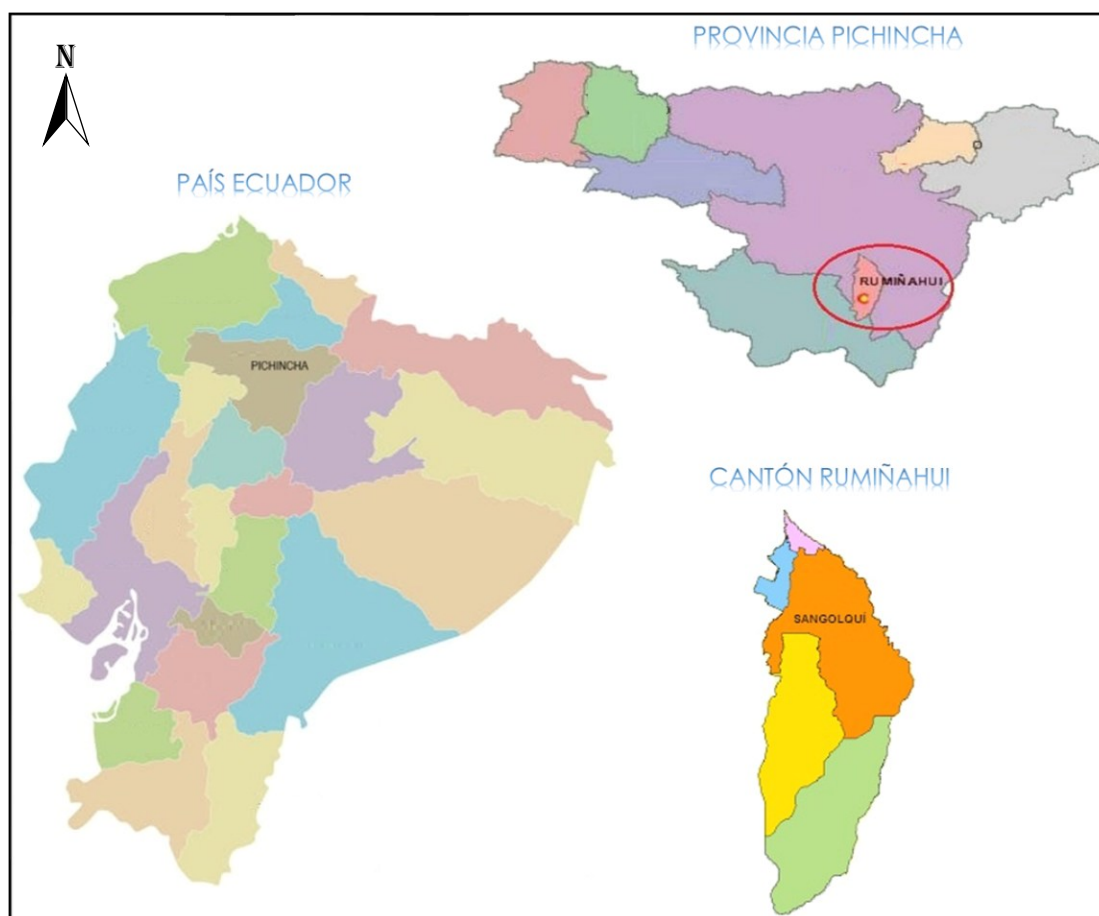 N
PROVINCIA PICHINCHA
PAÍS ECUADOR
RUMIÑAHUI
C
PICHINCHA
CANTÓN RUMIÑAHUI
SANGOLQUÍ